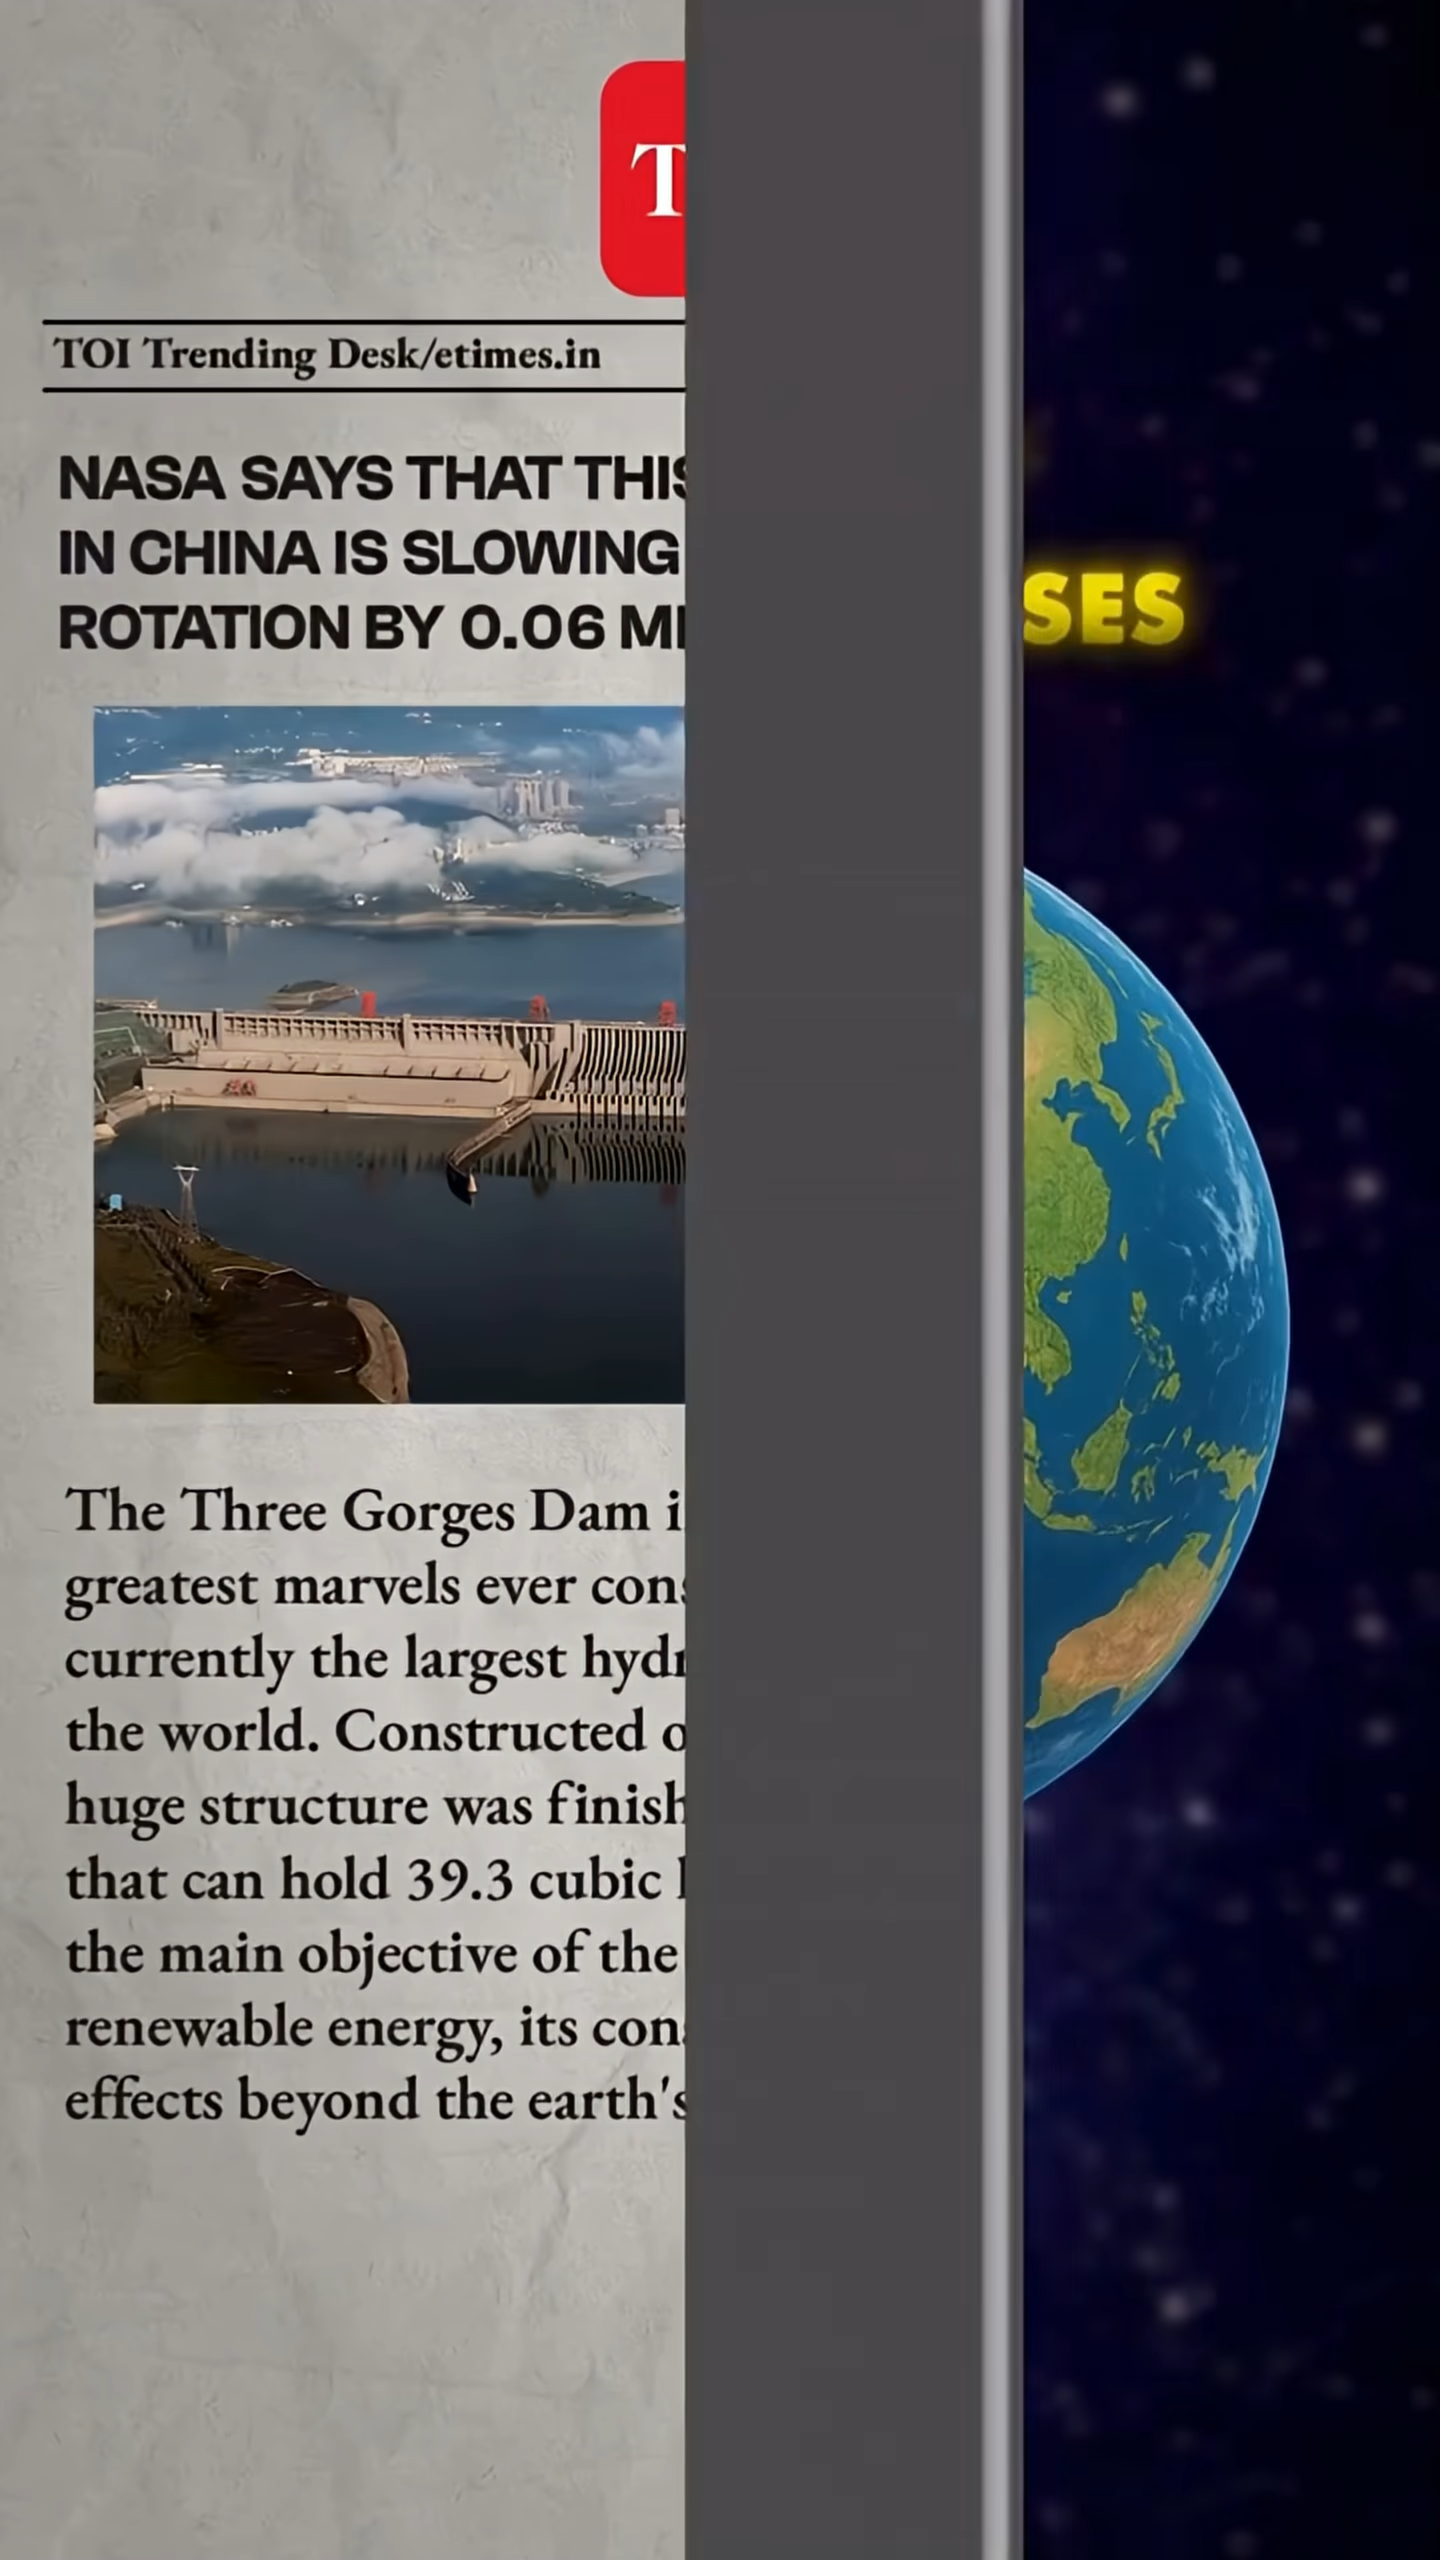 T
TOI Trending Desk/etimes.in
NASA SAYS THAT THIS
IN CHINA IS SLOWING
ROTATION BY 0.06
SES
The Three Gorges Dam
greatest marvels ever
currently the largest
the world. Constructed
huge structure was
that can hold 39.3 cubic
the main objective of the
renewable energy, its
effects beyond the earth's